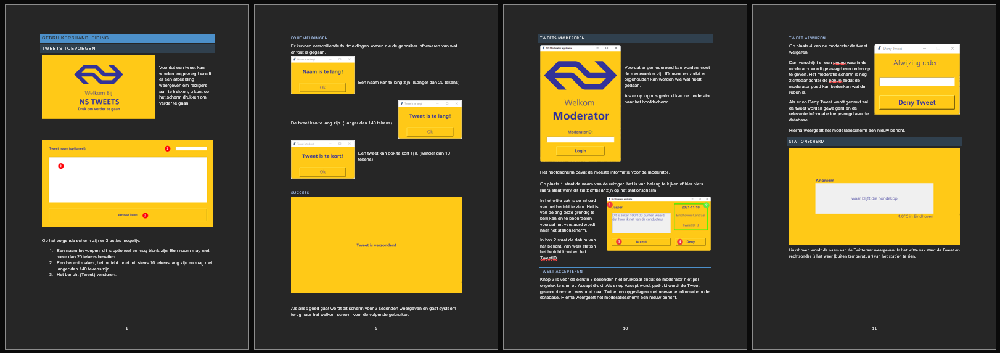 GEBRUIKERSHANDLEIDING
TWEETS TOEVOEGEN
Welkom Bij
NS TWEETS
Druk om verder te gaan
Voordat een tweet kan
worden toegevoegd wordt
er een afbeelding
weergeven om reizigers
aan te trekken, u kunt op
het scherm drukken om
verder te gaan.
Tweet naam (optioneel):
1
2
Verstuur Tweet
3
Op het volgende scherm zijn er 3 acties mogelijk.
1. Een naam toevoegen, dit is optioneel en mag blank zijn. Een naam mag niet
meer dan 20 tekens bevatten.
2. Een bericht maken, het bericht moet minstens 10 tekens lang zijn en mag niet
langer dan 140 tekens zijn.
3. Het bericht (Tweet) versturen.
8
FOUTMELDINGEN
Er kunnen verschillende foutmeldingen komen die de gebruiker informeren van wat
er fout is gegaan.
Naam is te lang!
Naam is te lang!
Ok
Een naam kan te lang zijn. (Langer dan 20 tekens)
Tweet is te lang!
Tweet is te lang!
Ok
De tweet kan te lang zijn. (Langer dan 140 tekens)
Tweet is te kort!
Tweet is te kort!
Ok
Een tweet kan ook te kort zijn. (Minder dan 10
tekens)
SUCCESS
Tweet is verzonden!
Als alles goed gaat wordt dit scherm voor 3 seconden weergeven en gaat systeem
terug naar het welkom scherm voor de volgende gebruiker.
9
TWEETS MODEREREN
NS Moderator applicatie
Welkom
Moderator
ModeratorID:
Login
Voordat er gemodereerd kan worden moet
de medewerker zijn ID invoeren zodat er
bijgehouden kan worden wie wat heeft
gedaan.
Als er op login is gedrukt kan de moderator
naar het hoofdscherm.
Het hoofdscherm bevat de meeste informatie voor de moderator.
Op plaats 1 staat de naam van de reiziger, het is van belang te kijken of hier niets
raars staat want dit zal zichtbaar zijn op het stationscherm.
In het witte vak is de inhoud
van het bericht te zien. Het is
van belang deze grondig te
bekijken en te beoordelen
voordat het verstuurd wordt
naar het stationscherm.
In box 2 staat de datum van
het bericht, van welk station
het bericht komt en het
TweetID.
NS Moderator applicatie
1
Jasper
Dit is zeker 100/100 punten waard,
dat hoor ik net van de conducteur
2021-11-10
2
Eindhoven Centraal
TweetID: 3
3
Accept
4
Deny
TWEET ACCEPTEREN
Knop 3 is voor de eerste 3 seconden niet bruikbaar zodat de moderator niet per
ongeluk te snel op Accept drukt. Als er op Accept wordt gedrukt wordt de Tweet
geaccepteerd en verstuurt naar Twitter en opgeslagen met relevante informatie in de
database. Hierna weergeeft het moderatiescherm een nieuw bericht.
10
TWEET AFWIJZEN
Op plaats 4 kan de moderator de tweet
weigeren.
Dan verschijnt er een popup waarin de
moderator wordt gevraagd een reden op
te geven. Het moderatie scherm is nog
zichtbaar achter de popup zodat de
moderator goed kan bedenken wat de
reden is.
Als er op Deny Tweet wordt gedrukt zal
de tweet worden geweigerd en de
relevante informatie toegevoegd aan de
database.
Deny Tweet
Afwijzing reden:
Deny Tweet
Hierna weergeeft het moderatiescherm een nieuw bericht.
STATIONSCHERM
Anoniem
waar blijft die hondekop
4.0°C in Eindhoven
Linksboven wordt de naam van de Twitteraar weergeven. In het witte vak staat de Tweet en
rechtsonder is het weer (buiten temperatuur) van het station te zien.
11